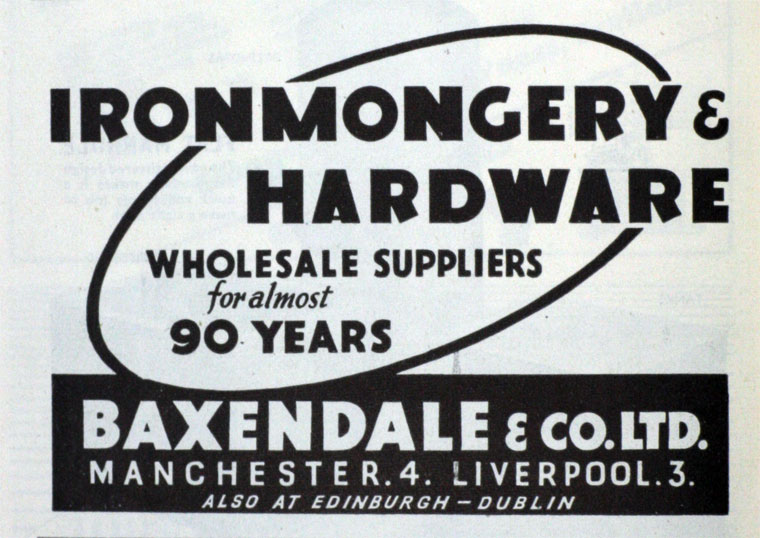 IRONMONGERY &
HARDWARE
WHOLESALE SUPPLIERS
for almost
90 YEARS
BAXENDALE & CO. LTD.
MANCHESTER. 4. LIVERPOOL. 3.
ALSO AT EDINBURGH – DUBLIN